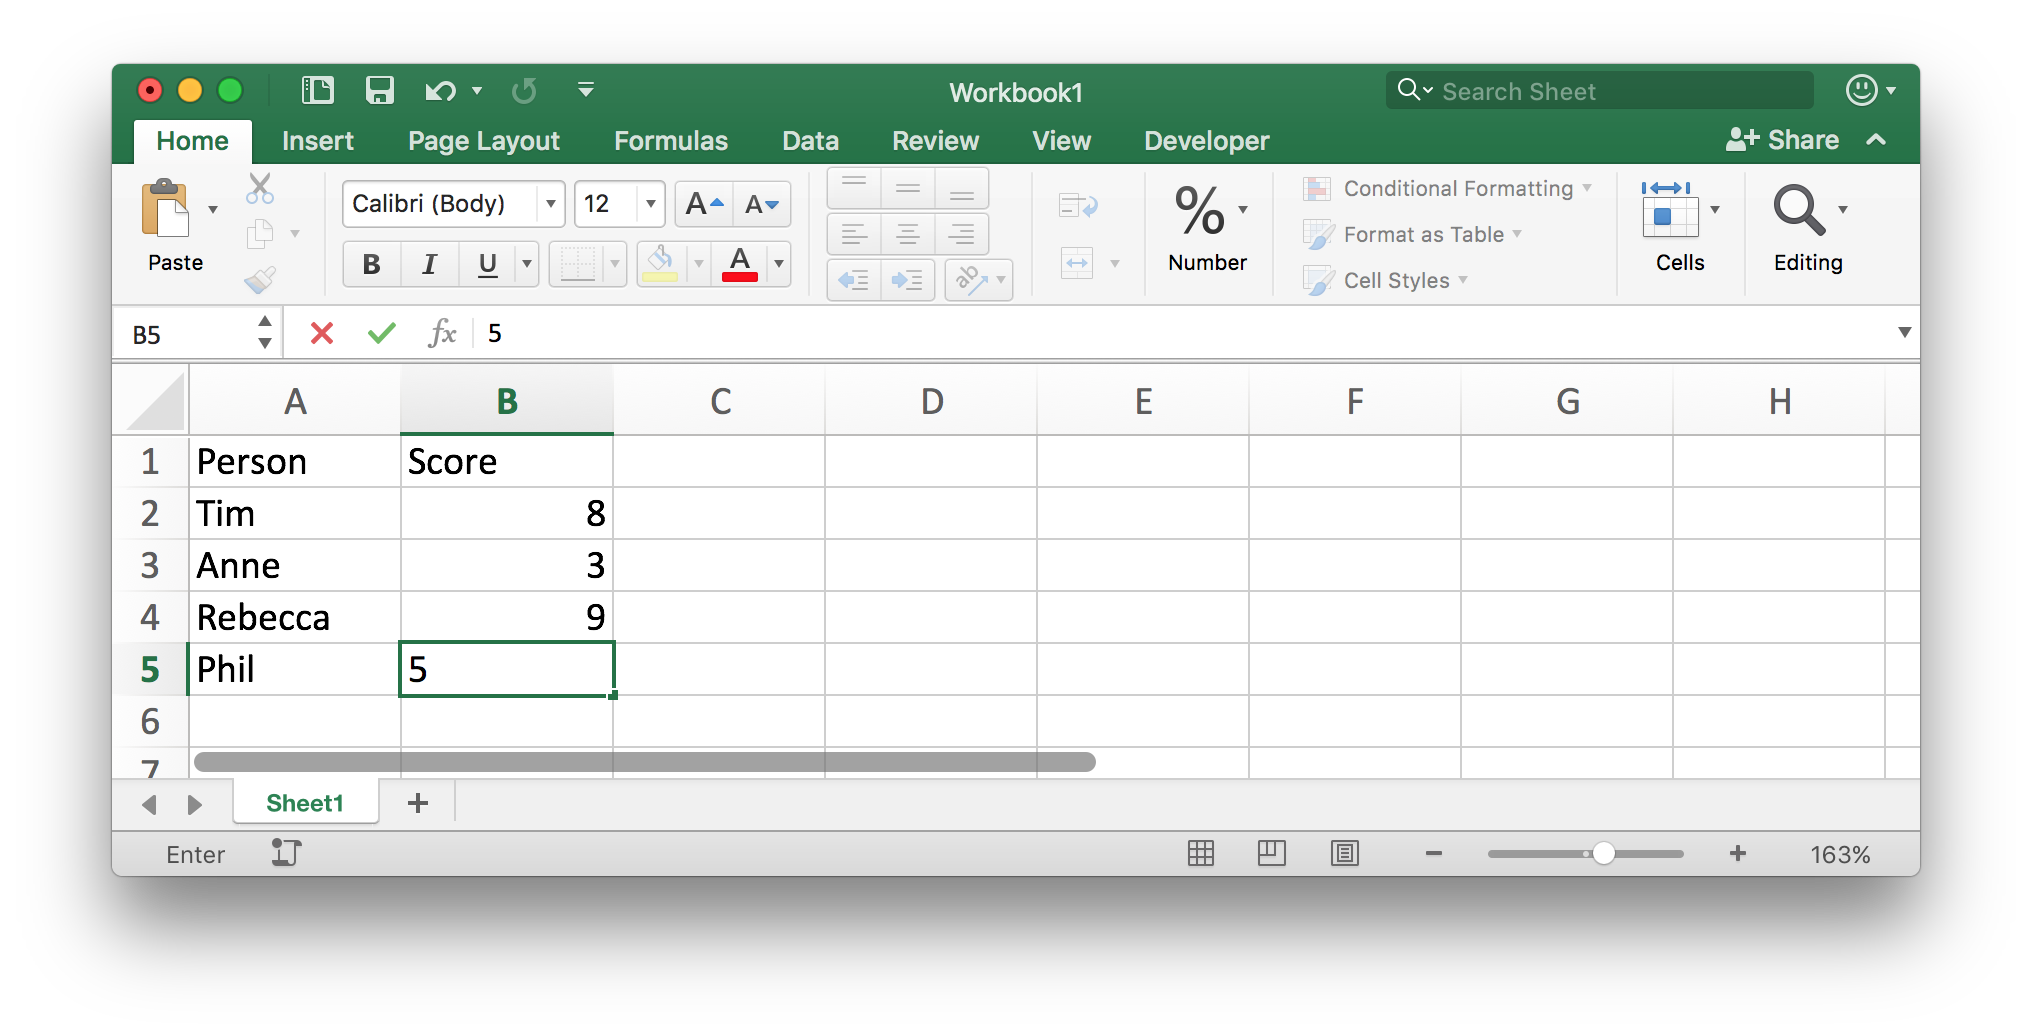 Workbook1
Search Sheet
Home Insert Page Layout Formulas Data Review View Developer Share
Paste
Calibri (Body) 12 A A
B I U A
ab
% Number
Conditional Formatting
Format as Table
Cell Styles
Cells
Editing
B5 fx 5
A B C D E F G H
1 Person Score
2 Tim 8
3 Anne 3
4 Rebecca 9
5 Phil 5
6
7
Sheet1 +
Enter 163%